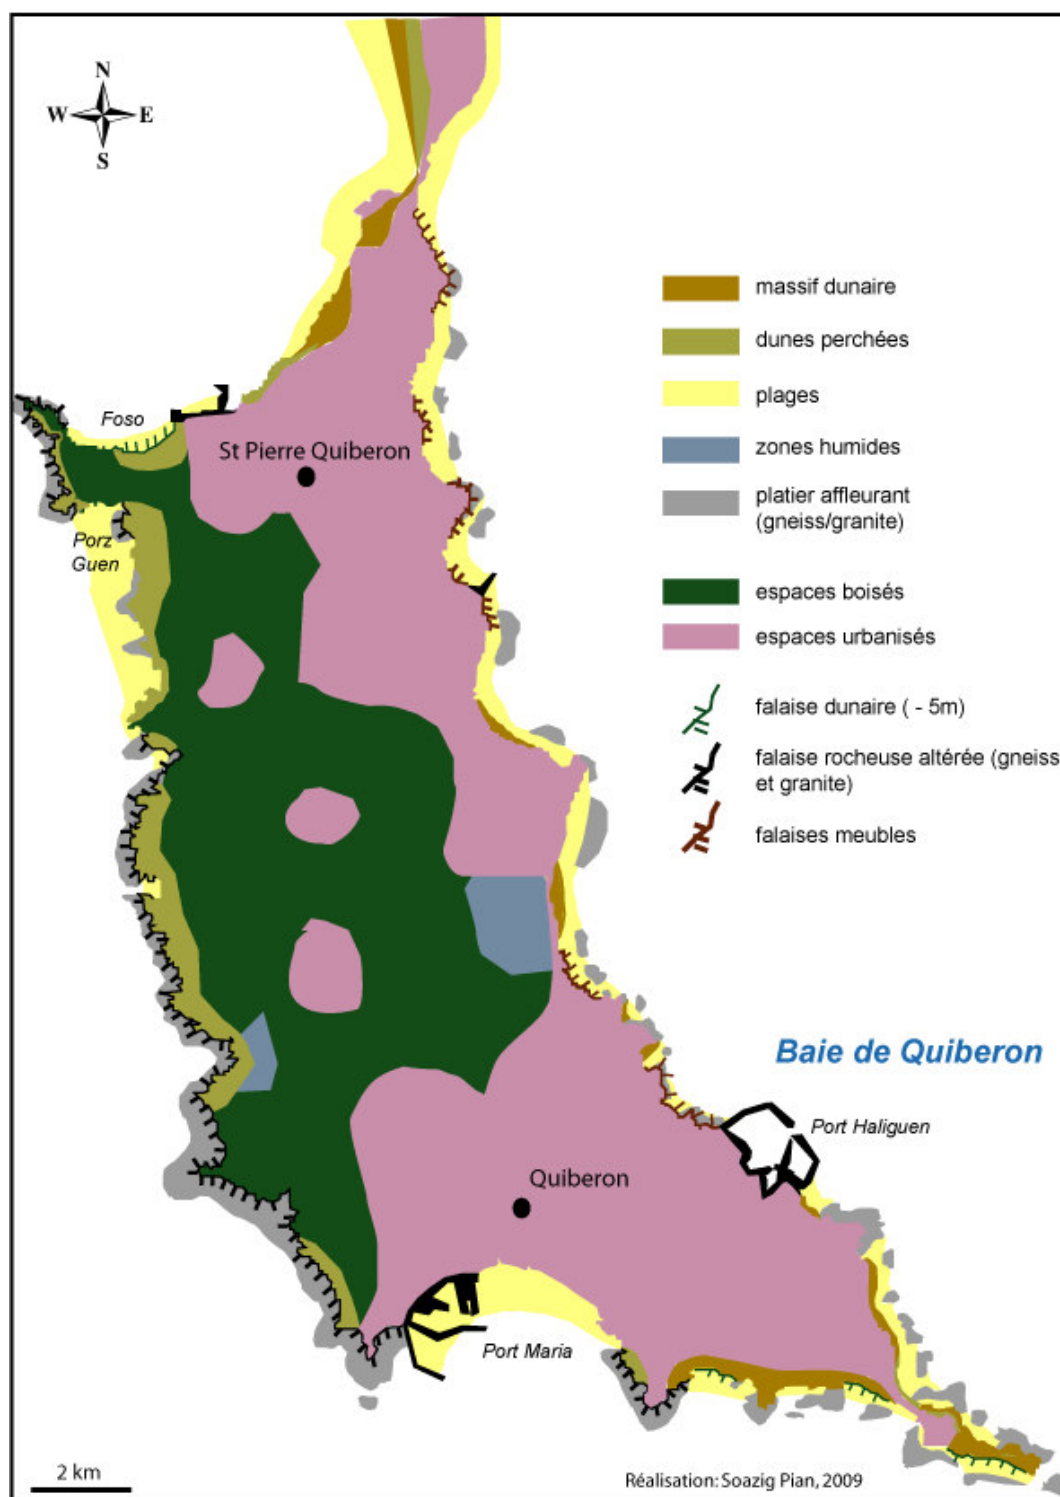 N
W E
S
massif dunaire
dunes perchées
plages
Foso
zones humides
St Pierre Quiberon
platier affleurant
(gneiss/granite)
Porz
Guen
espaces boisés
espaces urbanisés
falaise dunaire ( - 5m)
falaise rocheuse altérée (gneiss
et granite)
falaises meubles
Baie de Quiberon
Port Haliguen
Quiberon
Port Maria
2 km
Réalisation: Soazig Pian, 2009